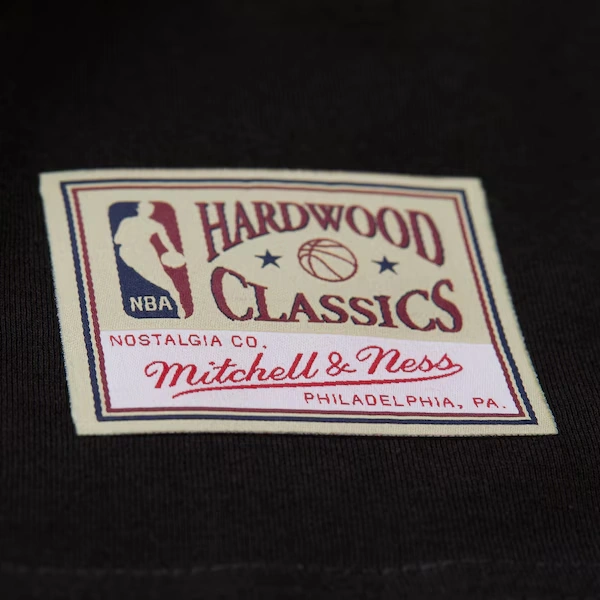 HARDWOOD
CLASSICS
NBA
NOSTALGIA CO.
Mitchell & Ness
PHILADELPHIA, PA.